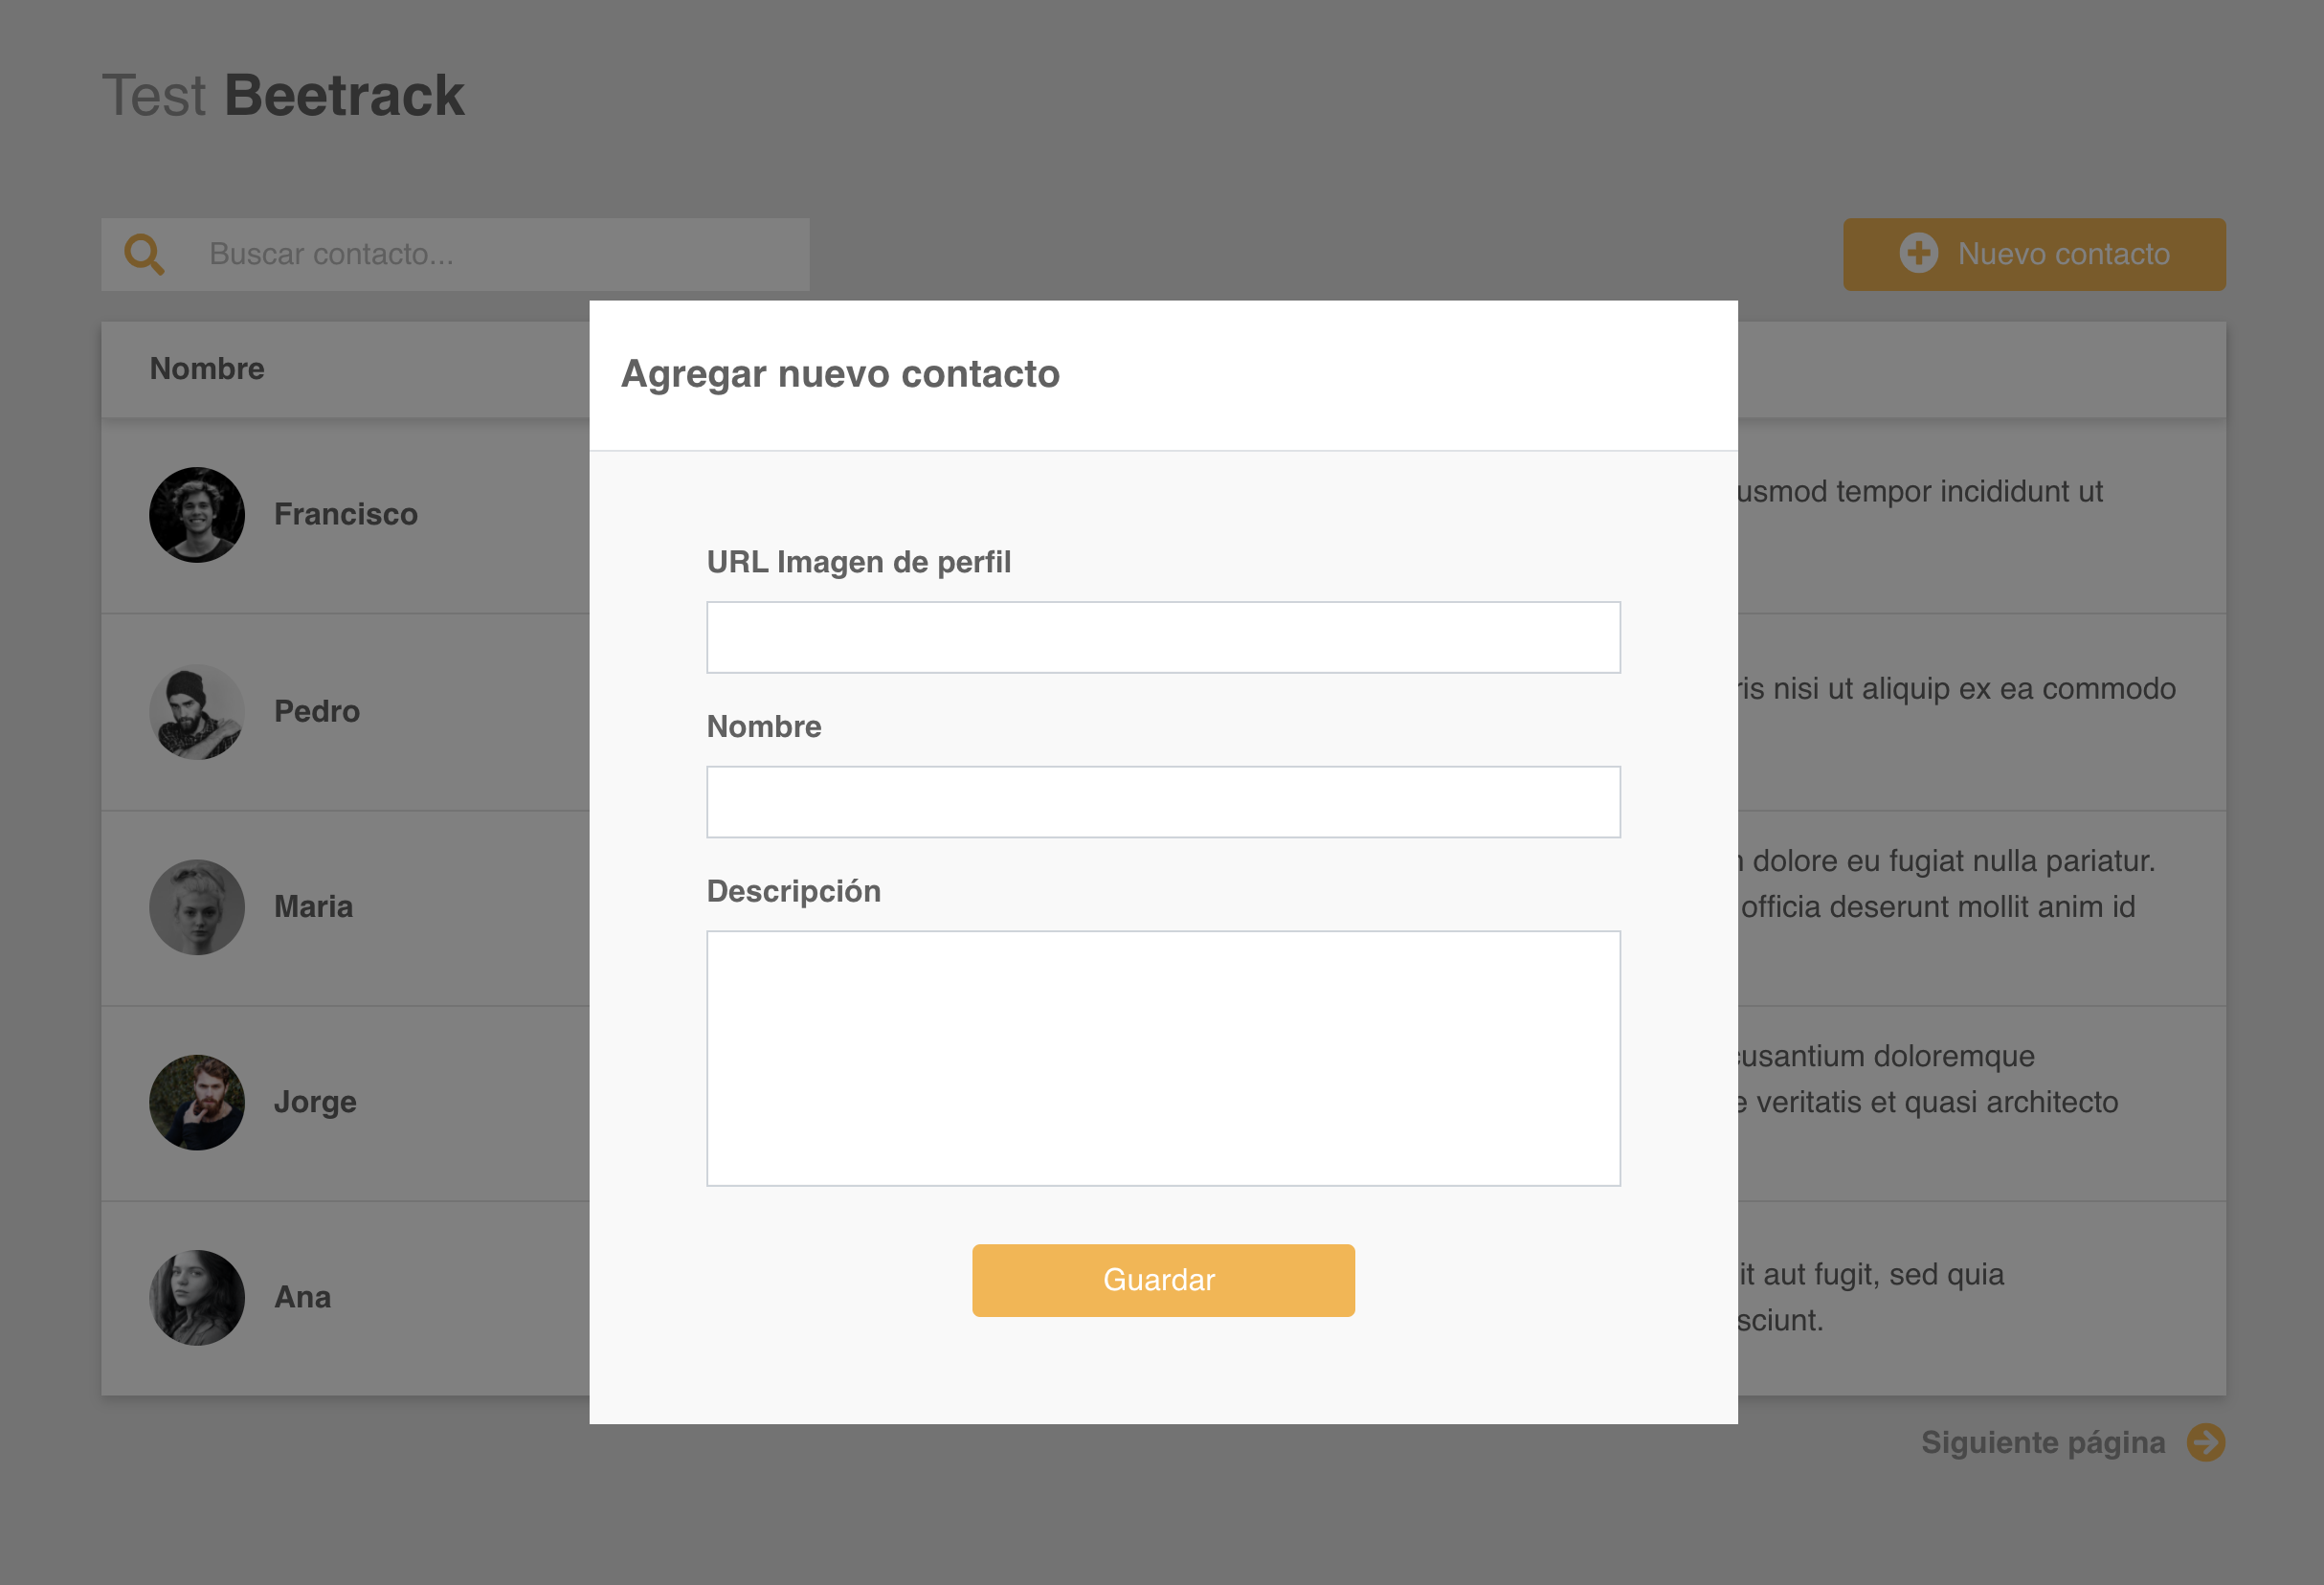 Test Beetrack
Buscar contacto...
Nuevo contacto
Nombre
Agregar nuevo contacto
Francisco
usmod tempor incididunt ut
URL Imagen de perfil
Pedro
ris nisi ut aliquip ex ea commodo
Nombre
Maria
dolore eu fugiat nulla pariatur.
officia deserunt mollit anim id
Descripción
Jorge
cusantium doloremque
e veritatis et quasi architecto
Ana
it aut fugit, sed quia
sciunt.
Guardar
Siguiente página